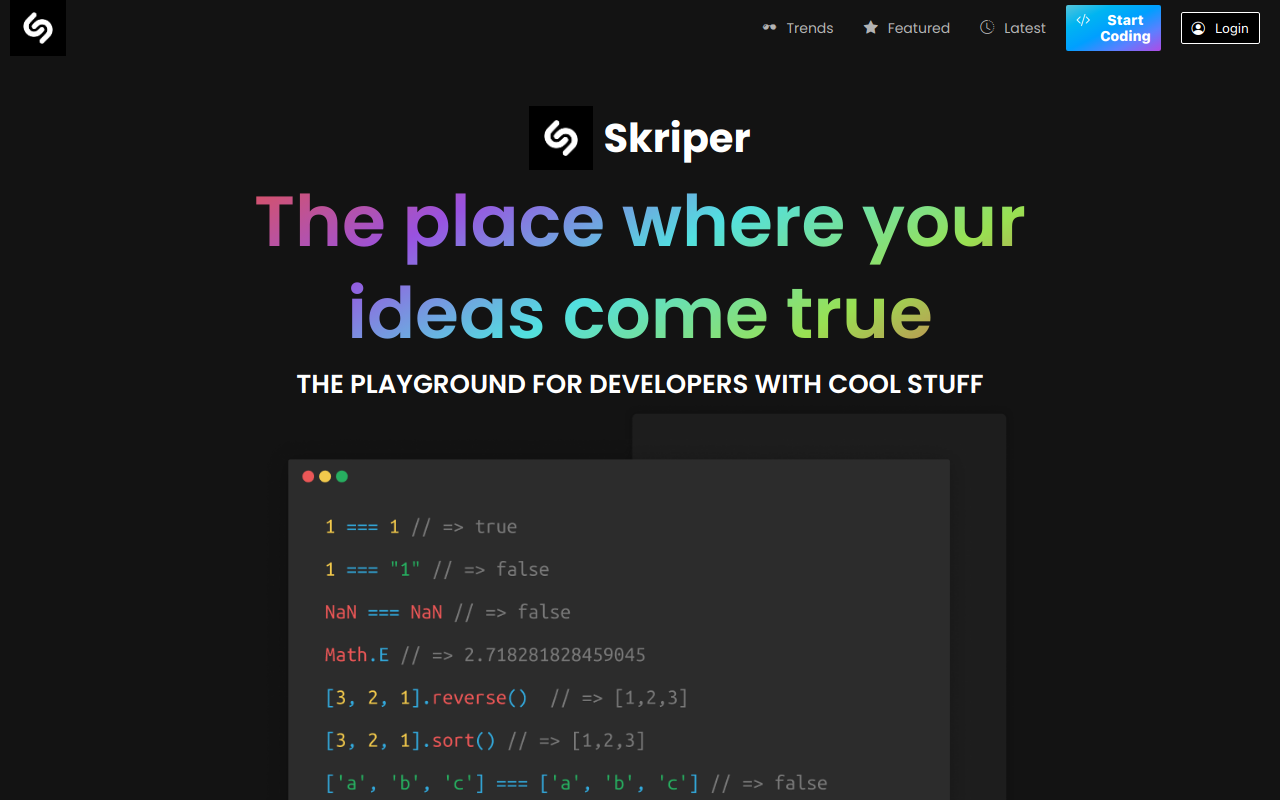 Trends
Featured
Latest
Start
Coding
Login
Skriper
The place where your
ideas come true
THE PLAYGROUND FOR DEVELOPERS WITH COOL STUFF
1 === 1 // => true
1 === "1" // => false
NaN === NaN // => false
Math.E // => 2.718281828459045
[3, 2, 1].reverse()  // => [1,2,3]
[3, 2, 1].sort() // => [1,2,3]
['a', 'b', 'c'] === ['a', 'b', 'c'] // => false